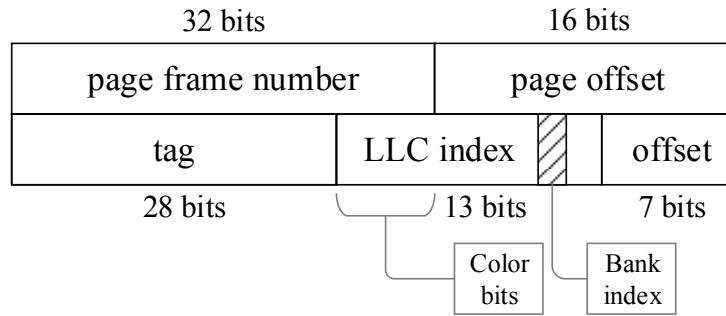 32 bits 16 bits
page frame number page offset
tag LLC index offset
28 bits 13 bits 7 bits
Color Bank
bits index